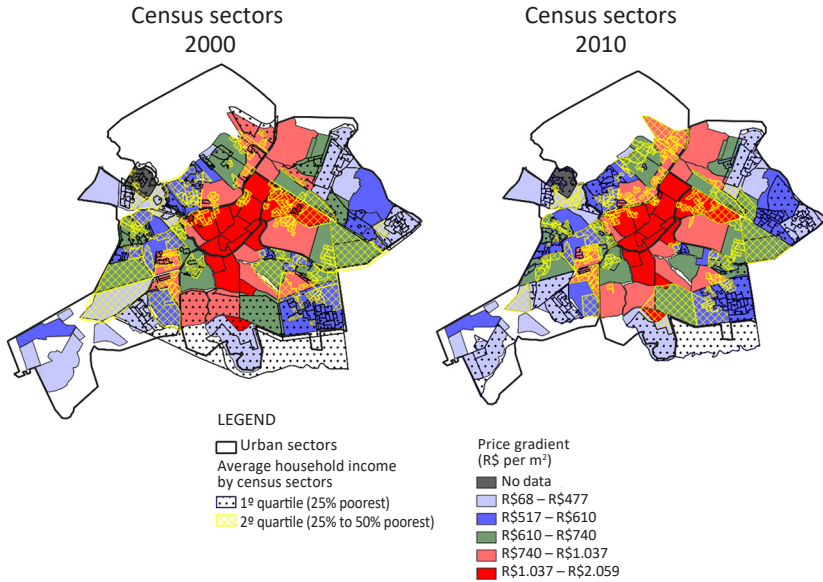 Census sectors
2000
Census sectors
2010
LEGEND
Urban sectors
Average household income
by census sectors
1º quartile (25% poorest)
2º quartile (25% to 50% poorest)
Price gradient
(R$ per m²)
No data
R$68 – R$477
R$517 – R$610
R$610 – R$740
R$740 – R$1.037
R$1.037 – R$2.059